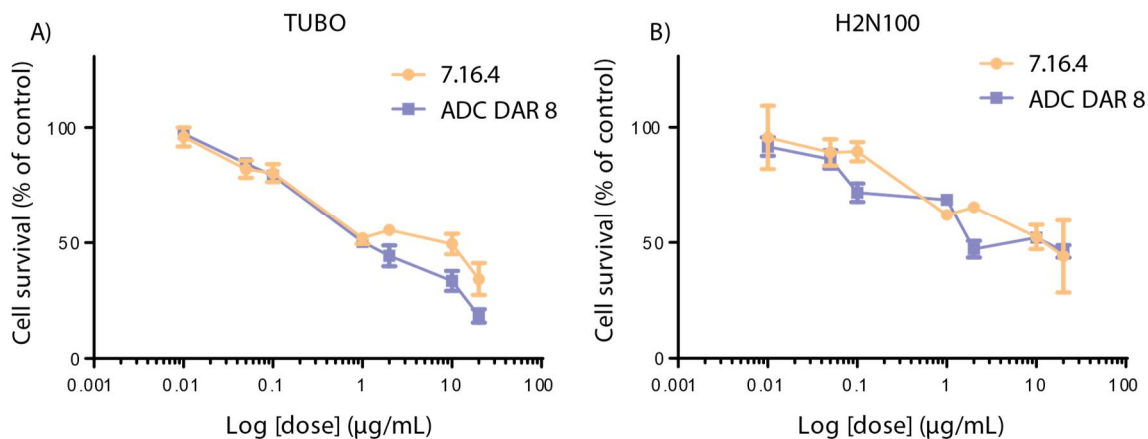 A)
TUBO
Cell survival (% of control)
100
50
0
7.16.4
ADC DAR 8
0.001 0.01 0.1 1 10 100
Log [dose] (µg/mL)
B)
H2N100
Cell survival (% of control)
100
50
0
7.16.4
ADC DAR 8
0.001 0.01 0.1 1 10 100
Log [dose] (µg/mL)